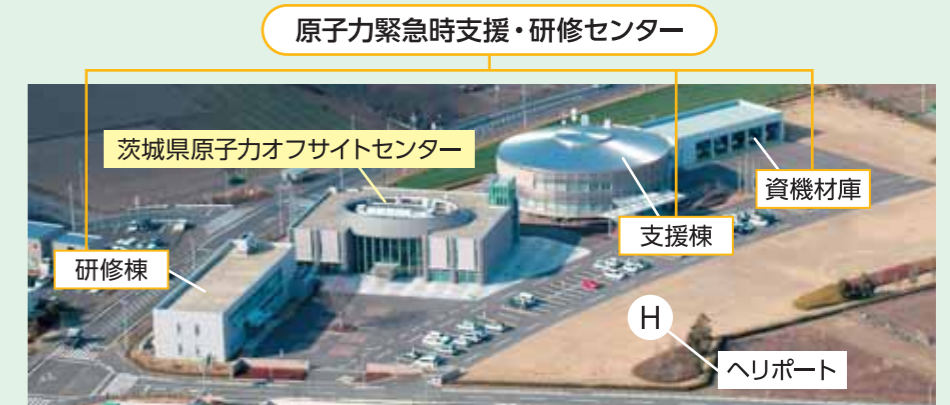 原子力緊急時支援・研修センター
茨城県原子力オフサイトセンター
資機材庫
支援棟
研修棟
H
ヘリポート